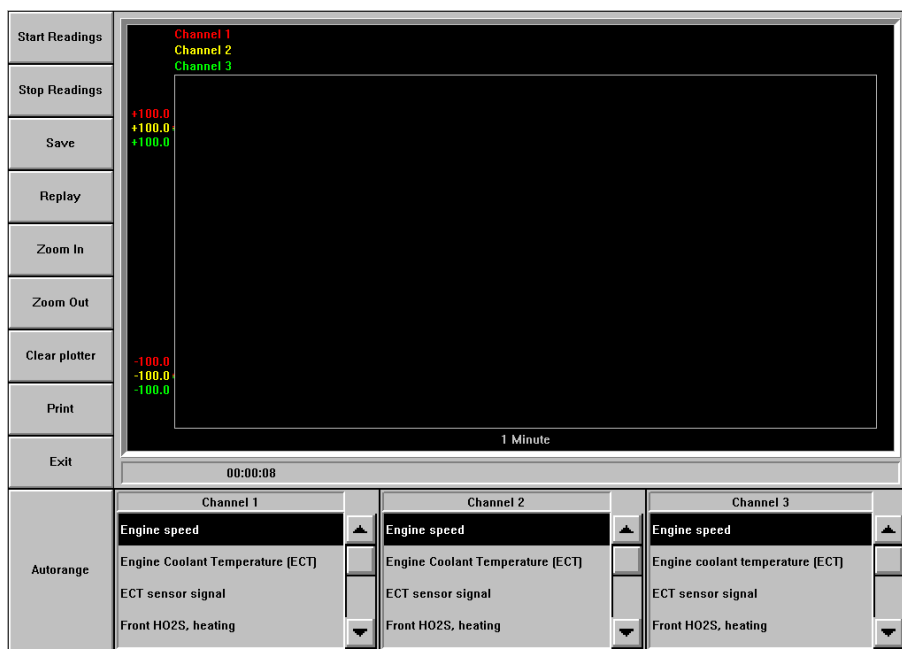 Start Readings
Stop Readings
Save
Replay
Zoom In
Zoom Out
Clear plotter
Print
Exit
Autorange
Channel 1
Channel 2
Channel 3
+100.0
+100.0
+100.0
-100.0
-100.0
-100.0
1 Minute
00:00:08
Channel 1
Engine speed
Engine Coolant Temperature (ECT)
ECT sensor signal
Front HO2S, heating
Channel 2
Engine speed
Engine Coolant Temperature (ECT)
ECT sensor signal
Front HO2S, heating
Channel 3
Engine speed
Engine coolant temperature (ECT)
ECT sensor signal
Front HO2S, heating